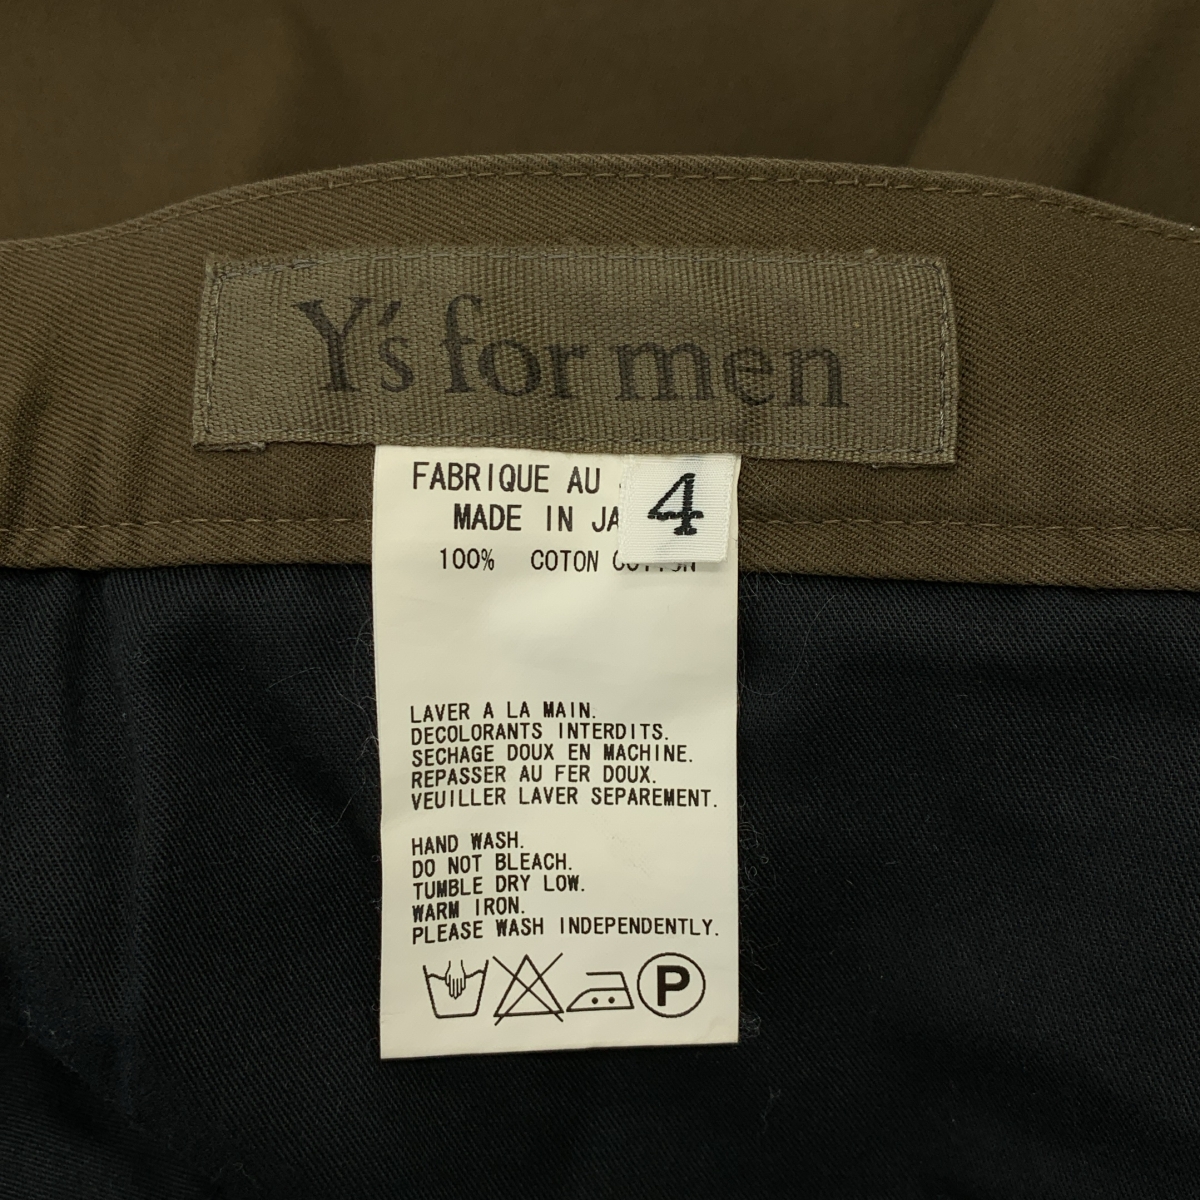 Y's for men
FABRIQUE AU
4
MADE IN
100% COTON
LAVER A LA MAIN.
DECOLORANTS INTERDITS.
SECHAGE DOUX EN MACHINE.
REPASSER AU FER DOUX.
VEUILLER LAVER SEPAREMENT.
HAND WASH.
DO NOT BLEACH.
TUMBLE DRY LOW.
WARM IRON.
PLEASE WASH INDEPENDENTLY.
P